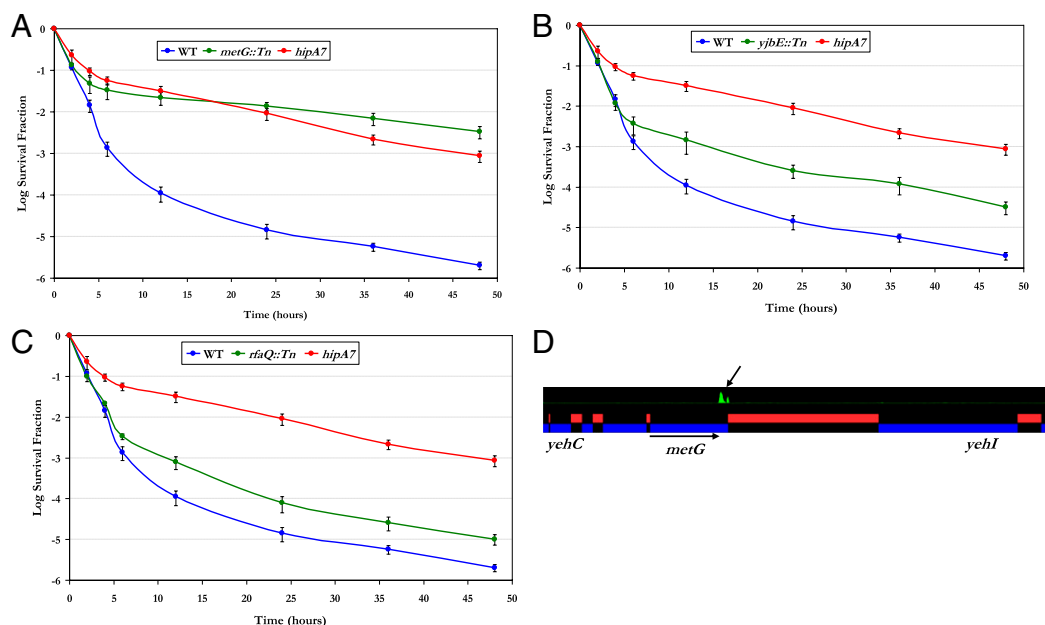 A
WT metG::Tn hipA7
0
-1
-2
-3
-4
-5
-6
Log Survival Fraction
0 5 10 15 20 25 30 35 40 45 50
Time (hours)
B
WT yjbE::Tn hipA7
0
-1
-2
-3
-4
-5
-6
Log Survival Fraction
0 5 10 15 20 25 30 35 40 45 50
Time (hours)
C
WT rfaQ::Tn hipA7
0
-1
-2
-3
-4
-5
-6
Log Survival Fraction
0 5 10 15 20 25 30 35 40 45 50
Time (hours)
D
yehC metG yehI